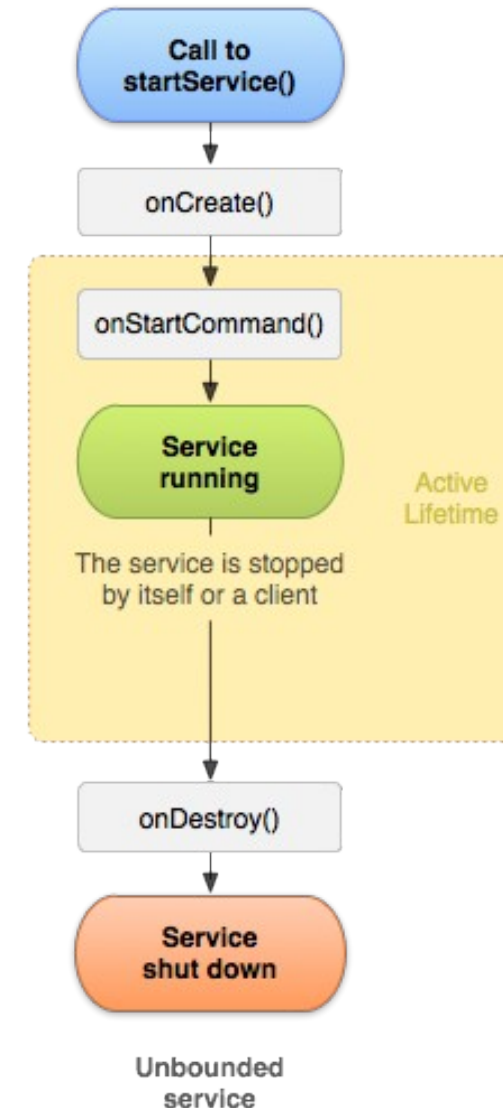 Call to
startService()
onCreate()
onStartCommand()
Service
running
Active
Lifetime
The service is stopped
by itself or a client
onDestroy()
Service
shut down
Unbounded
service